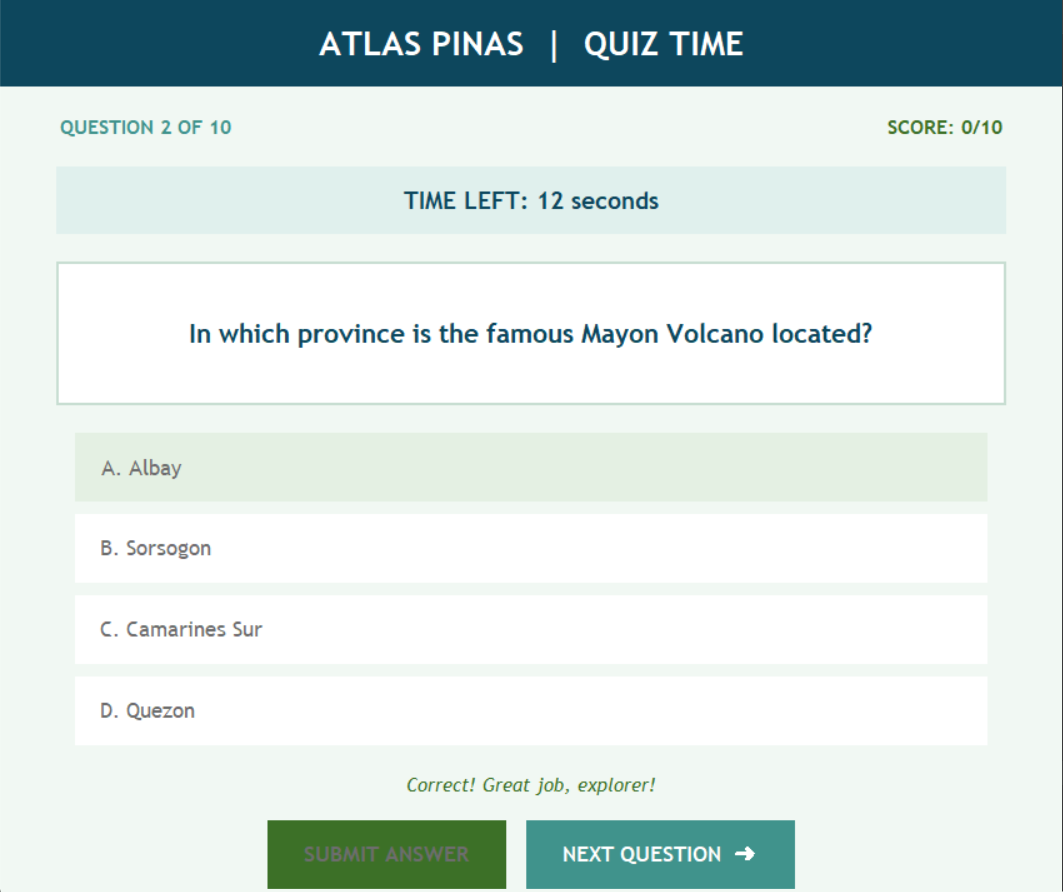 ATLAS PINAS | QUIZ TIME
QUESTION 2 OF 10
SCORE: 0/10
TIME LEFT: 12 seconds
In which province is the famous Mayon Volcano located?
A. Albay
B. Sorsogon
C. Camarines Sur
D. Quezon
Correct! Great job, explorer!
SUBMIT ANSWER
NEXT QUESTION ➔